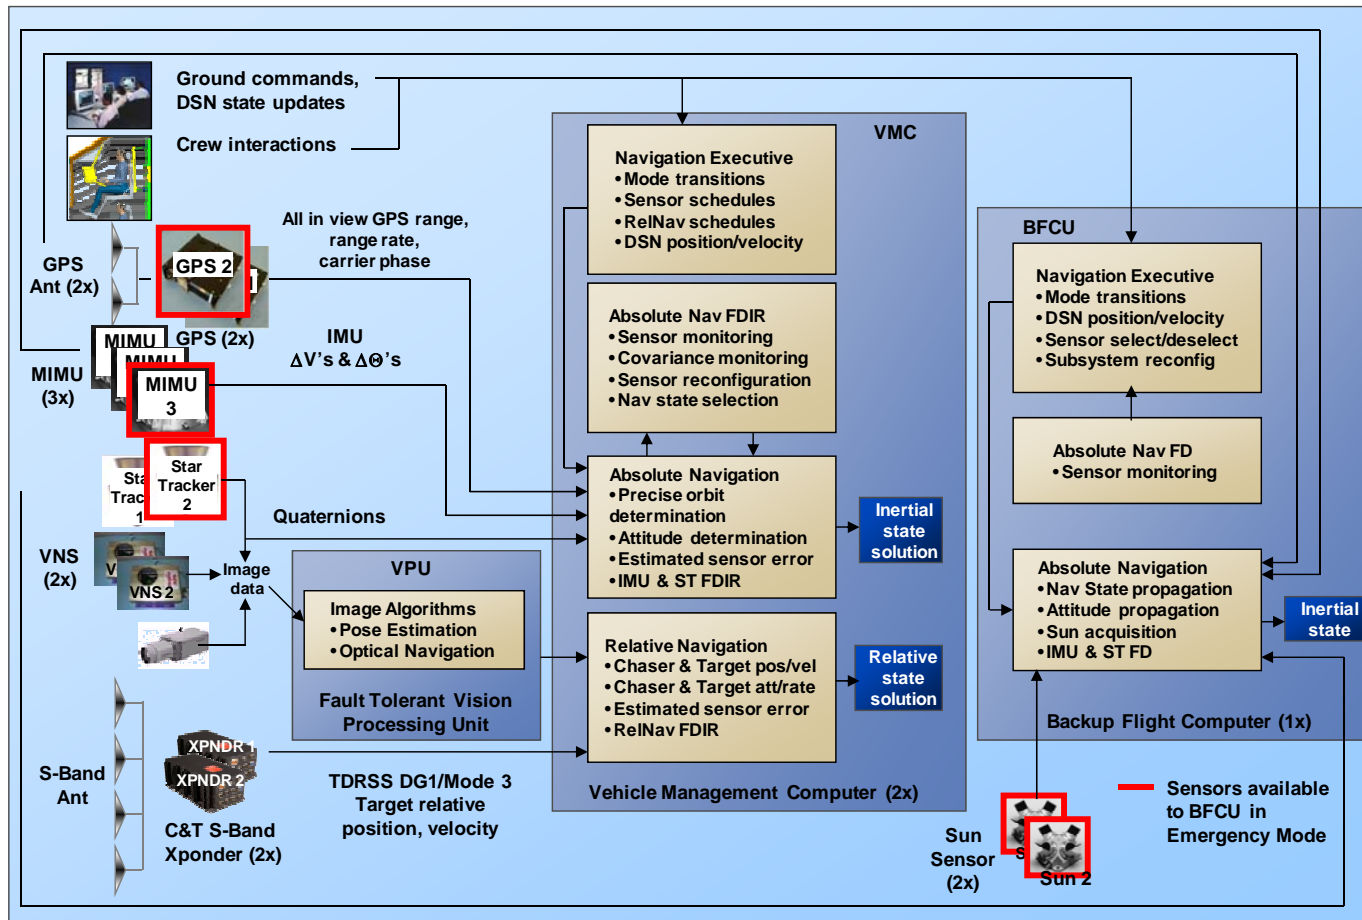 Ground commands,
DSN state updates
Crew interactions
GPS
Ant (2x)
GPS 2
GPS (2x)
All in view GPS range,
range rate,
carrier phase
MIMU
(3x)
MIMU
MIMU
MIMU
3
IMU
ΔV's & ΔΘ's
Star
Tracker
1
Star
Tracker
2
Quaternions
VNS
(2x)
VNS 2
Image
data
S-Band
Ant
XPNDR 1
XPNDR 2
C&T S-Band
Xponder (2x)
TDRSS DG1/Mode 3
Target relative
position, velocity
VPU
Image Algorithms
•Pose Estimation
•Optical Navigation
Fault Tolerant Vision
Processing Unit
VMC
Navigation Executive
•Mode transitions
•Sensor schedules
•RelNav schedules
•DSN position/velocity
Absolute Nav FDIR
•Sensor monitoring
•Covariance monitoring
•Sensor reconfiguration
•Nav state selection
Absolute Navigation
•Precise orbit
determination
•Attitude determination
•Estimated sensor error
•IMU & ST FDIR
Inertial
state
solution
Relative Navigation
•Chaser & Target pos/vel
•Chaser & Target att/rate
•Estimated sensor error
•RelNav FDIR
Relative
state
solution
Vehicle Management Computer (2x)
BFCU
Navigation Executive
•Mode transitions
•DSN position/velocity
•Sensor select/deselect
•Subsystem reconfig
Absolute Nav FD
•Sensor monitoring
Absolute Navigation
•Nav State propagation
•Attitude propagation
•Sun acquisition
•IMU & ST FD
Inertial
state
Backup Flight Computer (1x)
Sun
Sensor
(2x)
Sun 2
Sensors available
to BFCU in
Emergency Mode